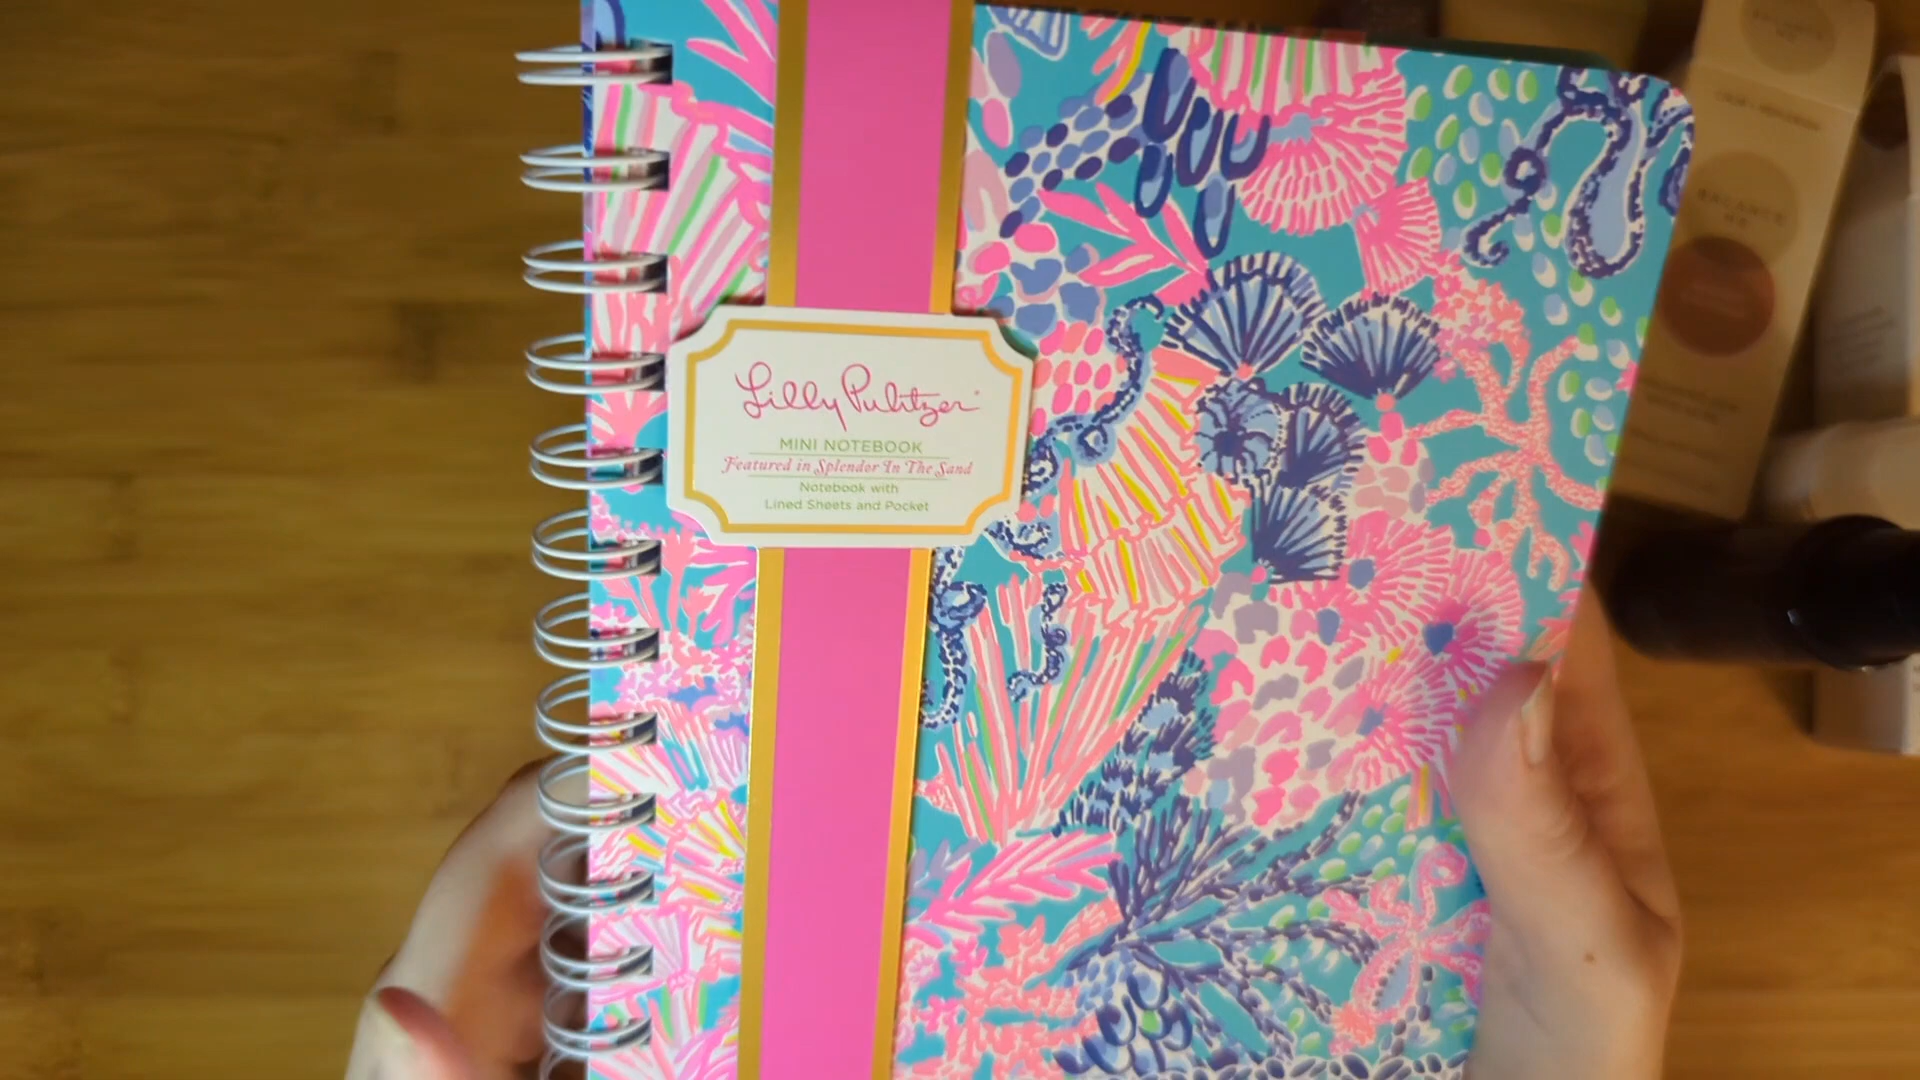 Lilly Pulitzer
MINI NOTEBOOK
Featured in Splendor In The Sand
Notebook with
Lined Sheets and Pocket